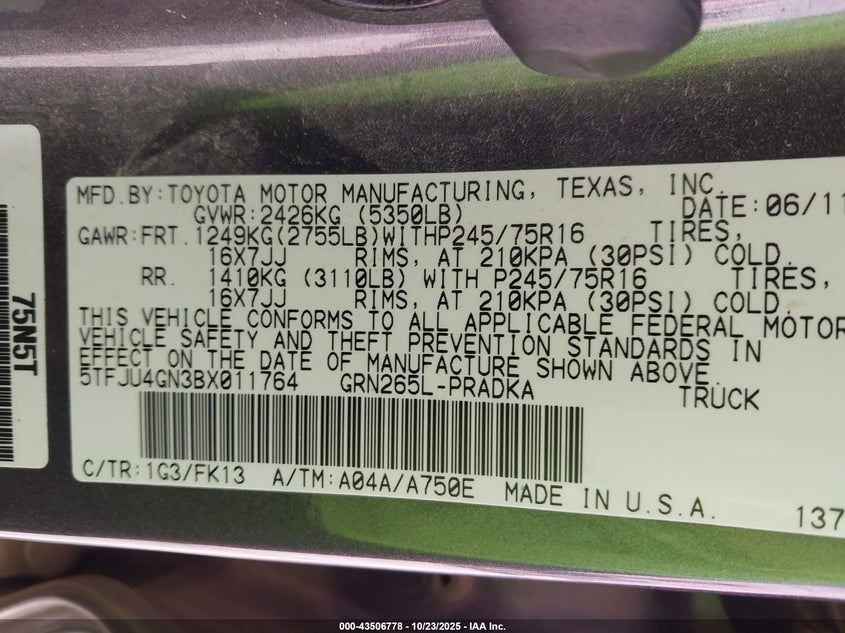 75N5T
MFD.BY:TOYOTA MOTOR MANUFACTURING, TEXAS, INC.
GVWR:2426KG (5350LB) DATE:06/11
GAWR:FRT.1249KG(2755LB)WITHP245/75R16 TIRES,
16X7JJ RIMS, AT 210KPA (30PSI) COLD.
RR. 1410KG (3110LB) WITH P245/75R16 TIRES,
16X7JJ RIMS, AT 210KPA (30PSI) COLD.
THIS VEHICLE CONFORMS TO ALL APPLICABLE FEDERAL MOTOR
VEHICLE SAFETY AND THEFT PREVENTION STANDARDS IN
EFFECT ON THE DATE OF MANUFACTURE SHOWN ABOVE.
5TFJU4GN3BX011764 GRN265L-PRADKA TRUCK
C/TR:1G3/FK13 A/TM:A04A/A750E MADE IN U.S.A. 137
000-43506778 - 10/23/2025 - IAA Inc.